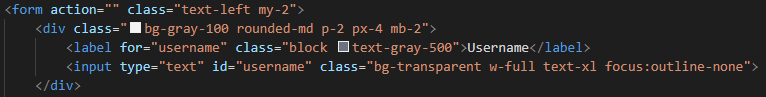 <form action="" class="text-left my-2">
<div class="bg-gray-100 rounded-md p-2 px-4 mb-2">
<label for="username" class="block text-gray-500">Username</label>
<input type="text" id="username" class="bg-transparent w-full text-xl focus:outline-none">
</div>